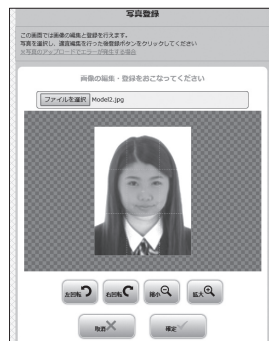 写真登録
この画面では画像の編集と登録を行えます。
写真を選択し、適宜編集を行った後登録ボタンをクリックしてください
※写真のアップロードでエラーが発生する場合
画像の編集・登録をおこなってください
ファイルを選択 Model2.jpg
左回転 右回転 縮小 拡大
取消 確定